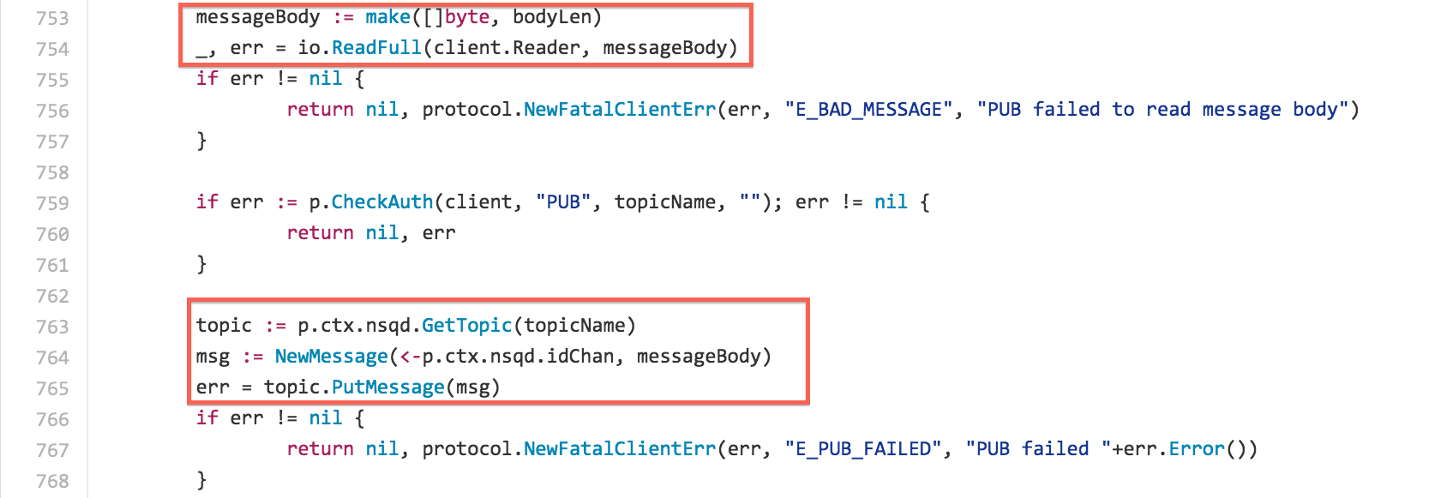 753 messageBody := make([]byte, bodyLen)
754 _, err = io.ReadFull(client.Reader, messageBody)
755 if err != nil {
756 return nil, protocol.NewFatalClientErr(err, "E_BAD_MESSAGE", "PUB failed to read message body")
757 }
758
759 if err := p.CheckAuth(client, "PUB", topicName, ""); err != nil {
760 return nil, err
761 }
762
763 topic := p.ctx.nsqd.GetTopic(topicName)
764 msg := NewMessage(<-p.ctx.nsqd.idChan, messageBody)
765 err = topic.PutMessage(msg)
766 if err != nil {
767 return nil, protocol.NewFatalClientErr(err, "E_PUB_FAILED", "PUB failed "+err.Error())
768 }